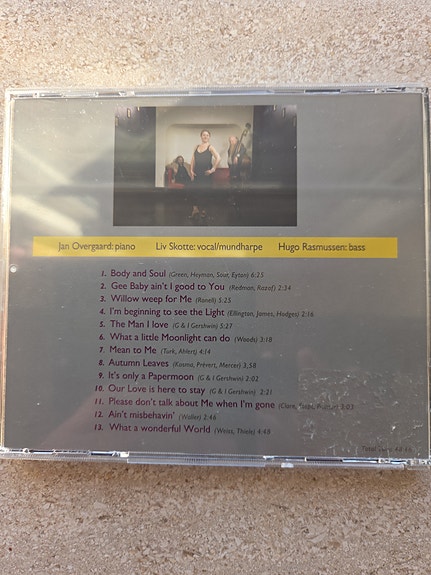 Jan Overgaard: piano Liv Skotte: vocal/mundharpe Hugo Rasmussen: bass
1. Body and Soul (Green, Heyman, Sour, Eyton) 6:25
2. Gee Baby ain't I good to You (Redman, Razaf) 2:34
3. Willow weep for Me (Ronell) 5:25
4. I'm beginning to see the Light (Ellington, James, Hodges) 2:16
5. The Man I love (G & I Gershwin) 5:27
6. What a little Moonlight can do (Woods) 3:18
7. Mean to Me (Turk, Ahlert) 4:14
8. Autumn Leaves (Kosma, Prévert, Mercer) 3,58
9. It's only a Papermoon (G & I Gershwin) 2:02
10. Our Love is here to stay (G & I Gershwin) 2:21
11. Please don't talk about Me when I'm gone (Clare, 3:03
12. Ain't misbehavin' (Waller) 2:46
13. What a wonderful World (Weiss, Thiele) 4:48
Total